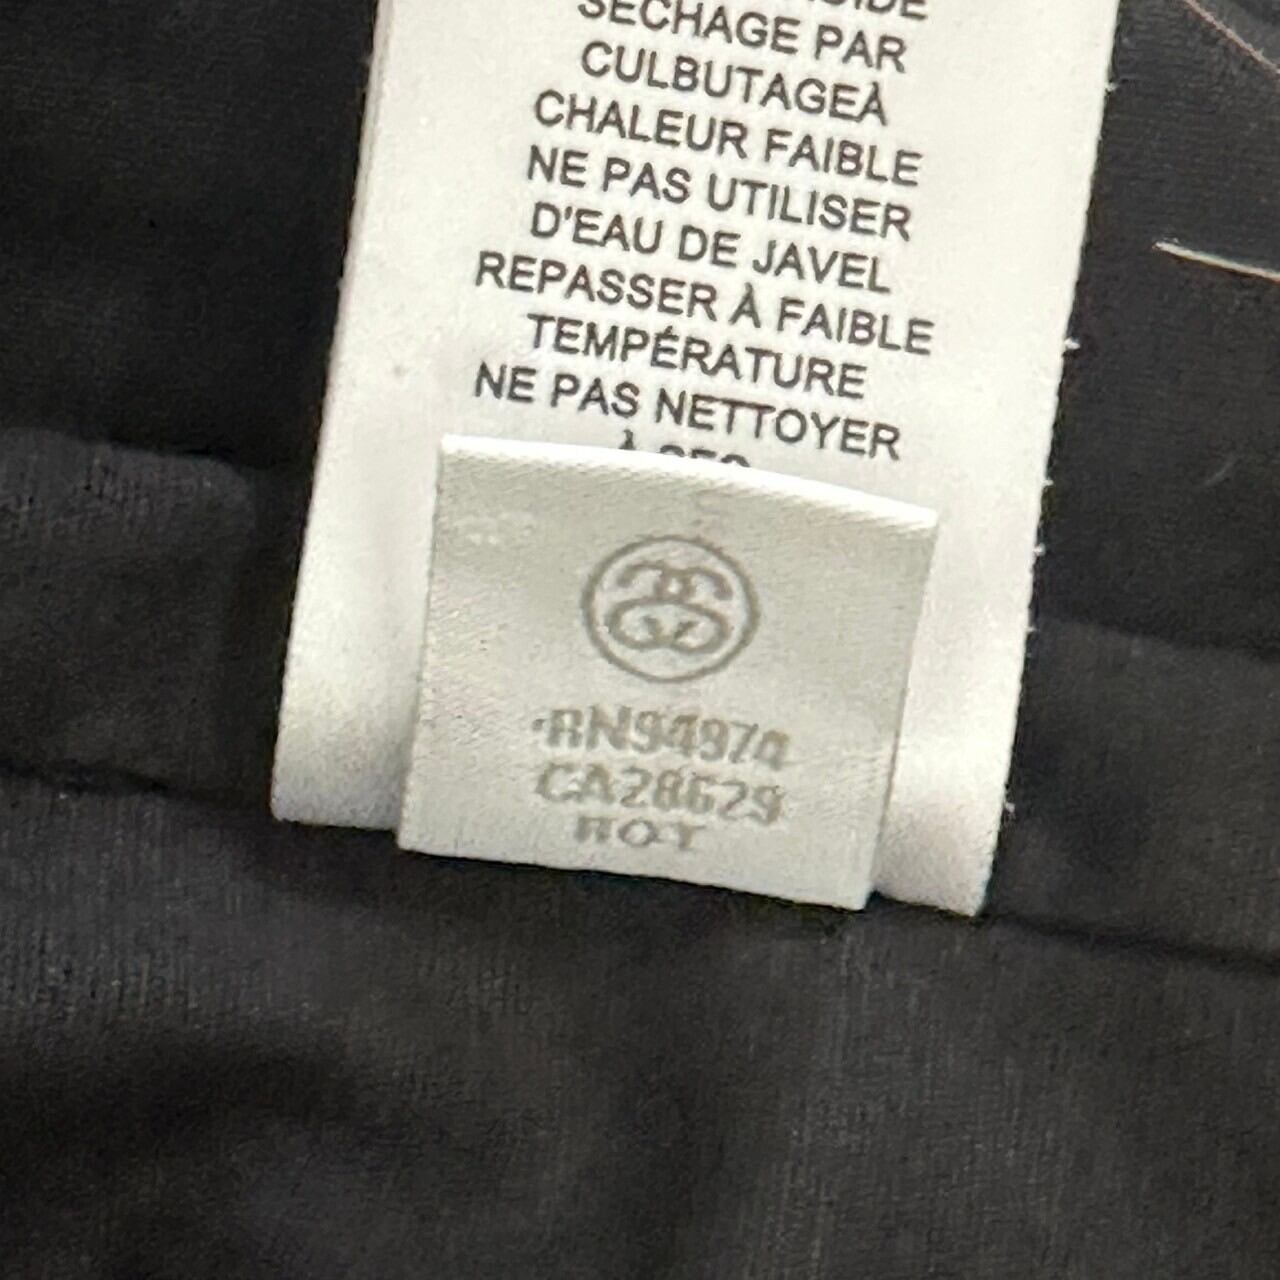 SÉCHAGE PAR
CULBUTAGEÀ
CHALEUR FAIBLE
NE PAS UTILISER
D'EAU DE JAVEL
REPASSER À FAIBLE
TEMPÉRATURE
NE PAS NETTOYER
À SEC
RN94974
CA28629